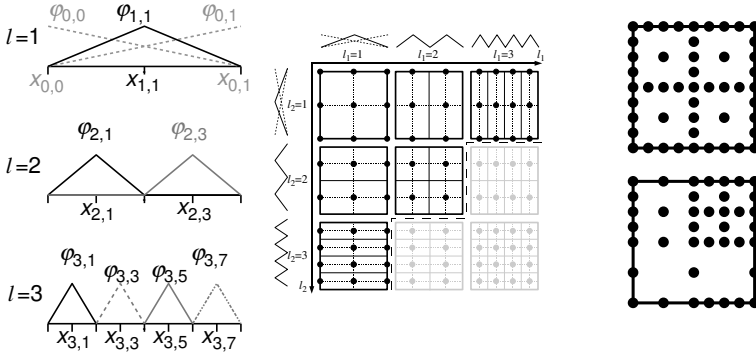 φ0,0 φ1,1 φ0,1
l=1
x0,0 x1,1 x0,1
φ2,1 φ2,3
l=2
x2,1 x2,3
φ3,1 φ3,3 φ3,5 φ3,7
l=3
x3,1 x3,3 x3,5 x3,7
l1=1 l1=2 l1=3 l1
l2=1
l2=2
l2=3
l2